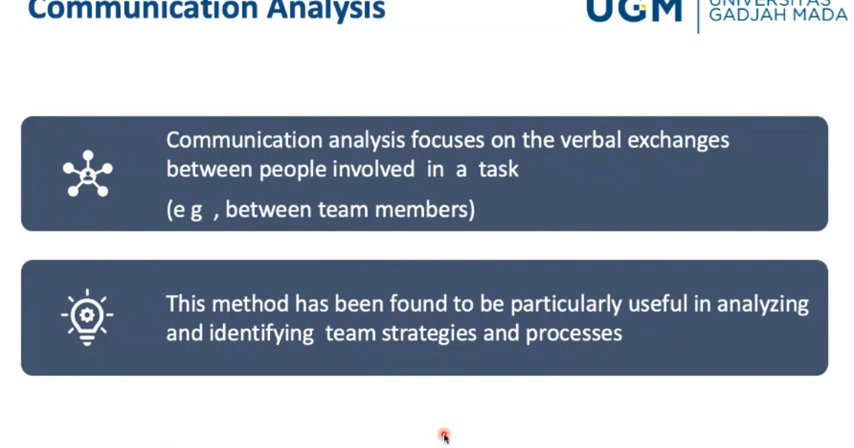 Communication Analysis
UGM
UNIVERSITAS
GADJAH MADA
Communication analysis focuses on the verbal exchanges
between people involved in a task
(e g , between team members)
This method has been found to be particularly useful in analyzing
and identifying team strategies and processes